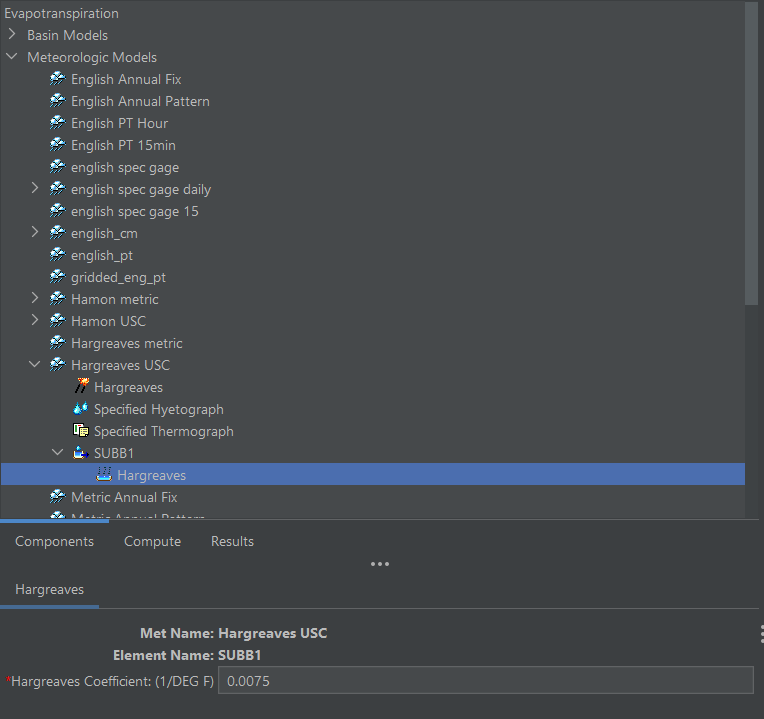 Evapotranspiration
Basin Models
Meteorologic Models
English Annual Fix
English Annual Pattern
English PT Hour
English PT 15min
english spec gage
english spec gage daily
english spec gage 15
english_cm
english_pt
gridded_eng_pt
Hamon metric
Hamon USC
Hargreaves metric
Hargreaves USC
Hargreaves
Specified Hyetograph
Specified Thermograph
SUBB1
Hargreaves
Metric Annual Fix
Metric Annual Pattern
Components Compute Results
Hargreaves
Met Name: Hargreaves USC
Element Name: SUBB1
*Hargreaves Coefficient: (1/DEG F) 0.0075